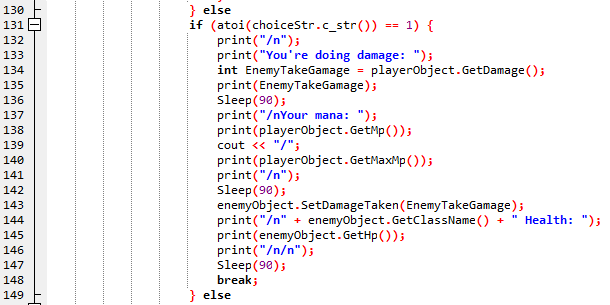 130 } else
131 if (atoi(choiceStr.c_str()) == 1) {
132 print("/n");
133 print("You're doing damage: ");
134 int EnemyTakeGamage = playerObject.GetDamage();
135 print(EnemyTakeGamage);
136 Sleep(90);
137 print("/nYour mana: ");
138 print(playerObject.GetMp());
139 cout << "/";
140 print(playerObject.GetMaxMp());
141 print("/n");
142 Sleep(90);
143 enemyObject.SetDamageTaken(EnemyTakeGamage);
144 print("/n" + enemyObject.GetClassName() + " Health: ");
145 print(enemyObject.GetHp());
146 print("/n/n");
147 Sleep(90);
148 break;
149 } else